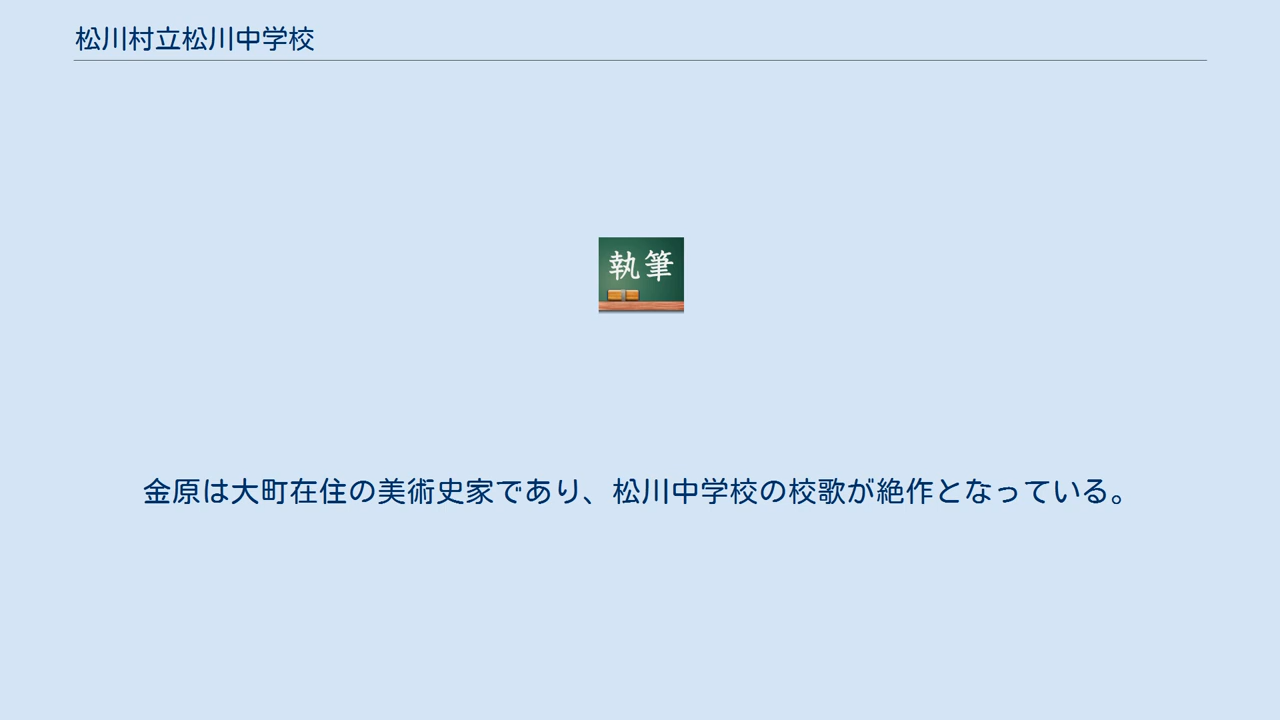 松川村立松川中学校
執筆
金原は大町在住の美術史家であり、松川中学校の校歌が絶作となっている。